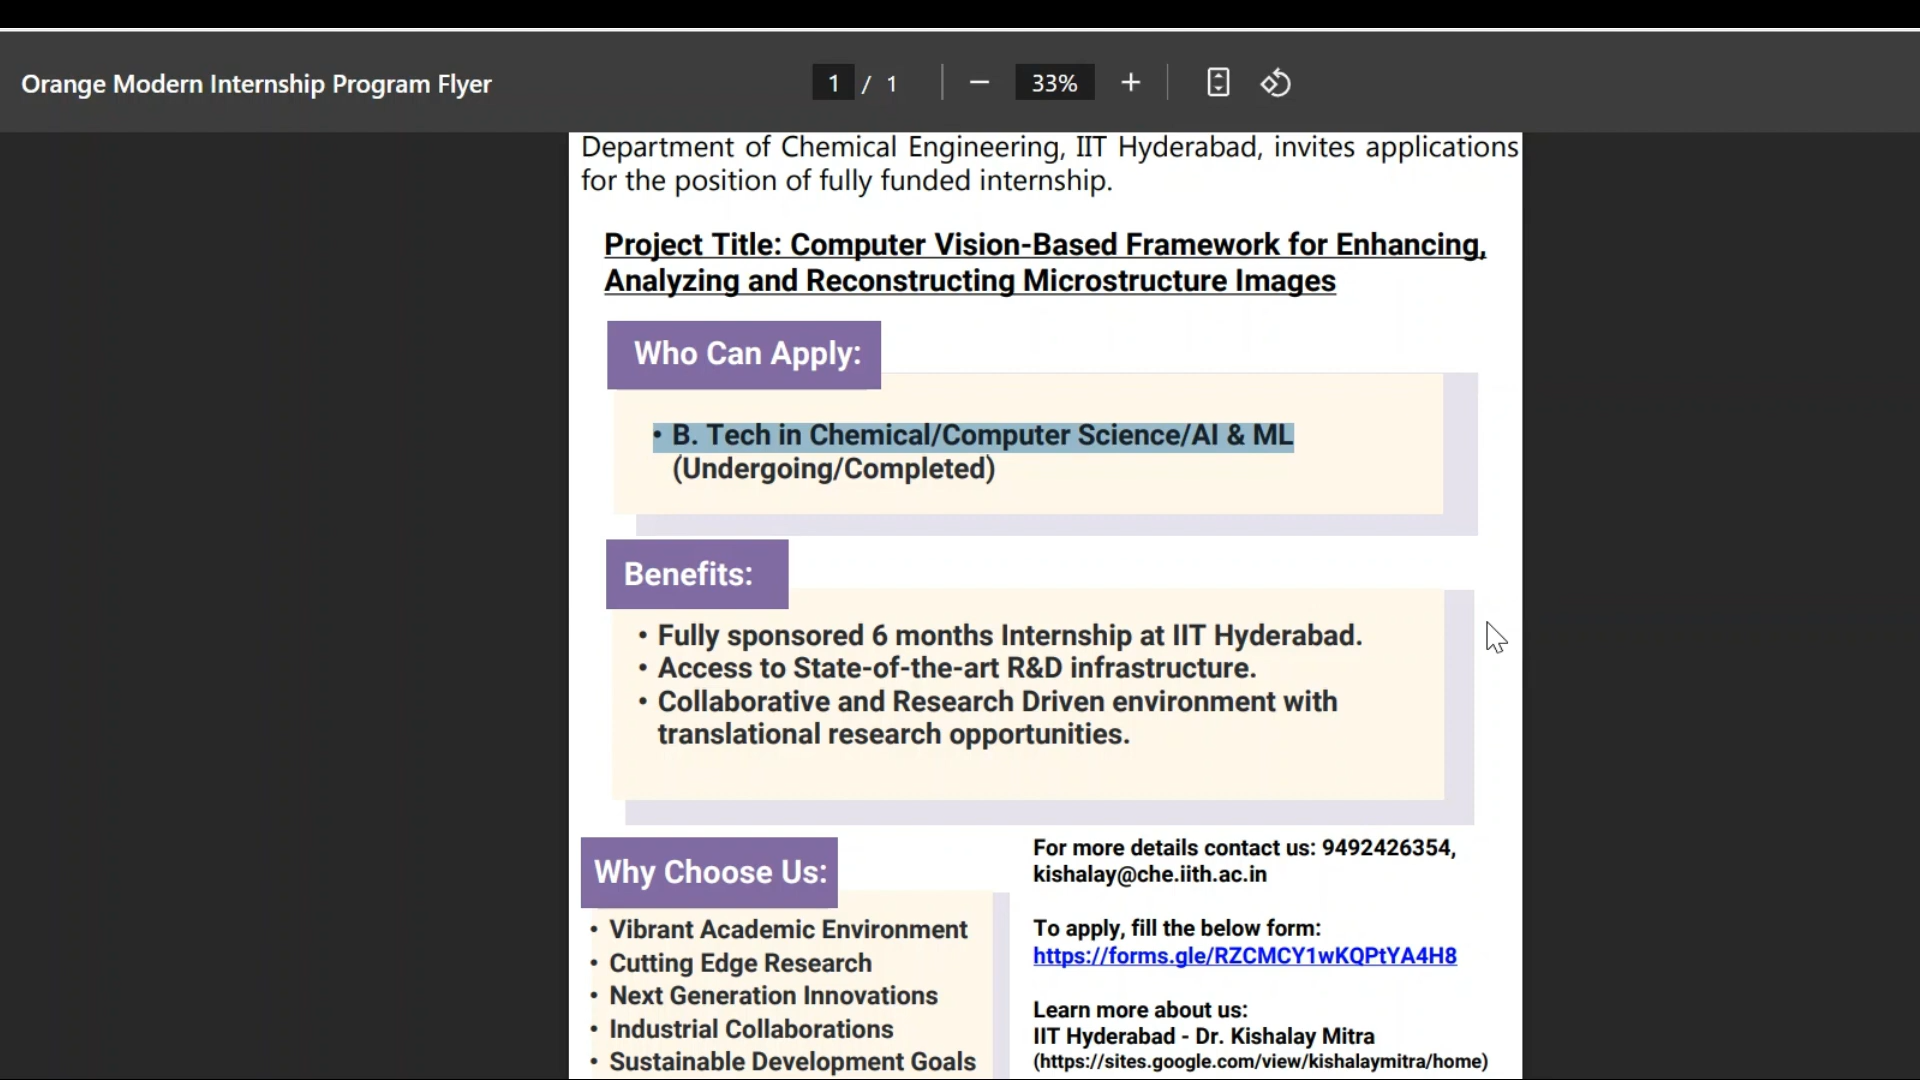 Orange Modern Internship Program Flyer
1 / 1
33%
Department of Chemical Engineering, IIT Hyderabad, invites applications
for the position of fully funded internship.
Project Title: Computer Vision-Based Framework for Enhancing,
Analyzing and Reconstructing Microstructure Images
Who Can Apply:
• B. Tech in Chemical/Computer Science/AI & ML
(Undergoing/Completed)
Benefits:
• Fully sponsored 6 months Internship at IIT Hyderabad.
• Access to State-of-the-art R&D infrastructure.
• Collaborative and Research Driven environment with
translational research opportunities.
Why Choose Us:
• Vibrant Academic Environment
• Cutting Edge Research
• Next Generation Innovations
• Industrial Collaborations
• Sustainable Development Goals
For more details contact us: 9492426354,
kishalay@che.iith.ac.in
To apply, fill the below form:
https://forms.gle/RZCMCY1wKQPtYA4H8
Learn more about us:
IIT Hyderabad - Dr. Kishalay Mitra
(https://sites.google.com/view/kishalaymitra/home)